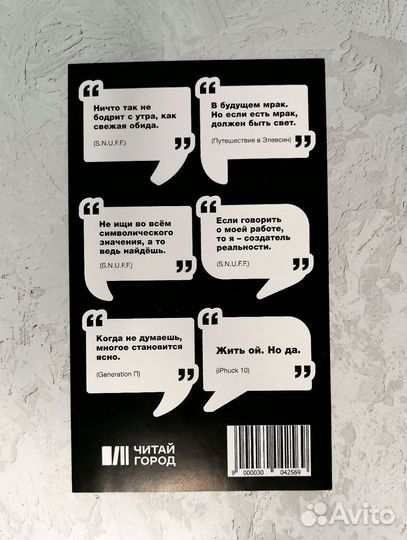 Ничто так не
бодрит с утра, как
свежая обида.
(S.N.U.F.F.)
В будущем мрак.
Но если есть мрак,
должен быть свет.
(Путешествие в Элевсин)
Не ищи во всём
символического
значения, а то
ведь найдёшь.
(S.N.U.F.F.)
Если говорить
о моей работе,
то я – создатель
реальности.
(S.N.U.F.F.)
Когда не думаешь,
многое становится
ясно.
(Generation П)
Жить ой. Но да.
(iPhuck 10)
ЧИТАЙ
ГОРОД
9 000030 042569
Avito